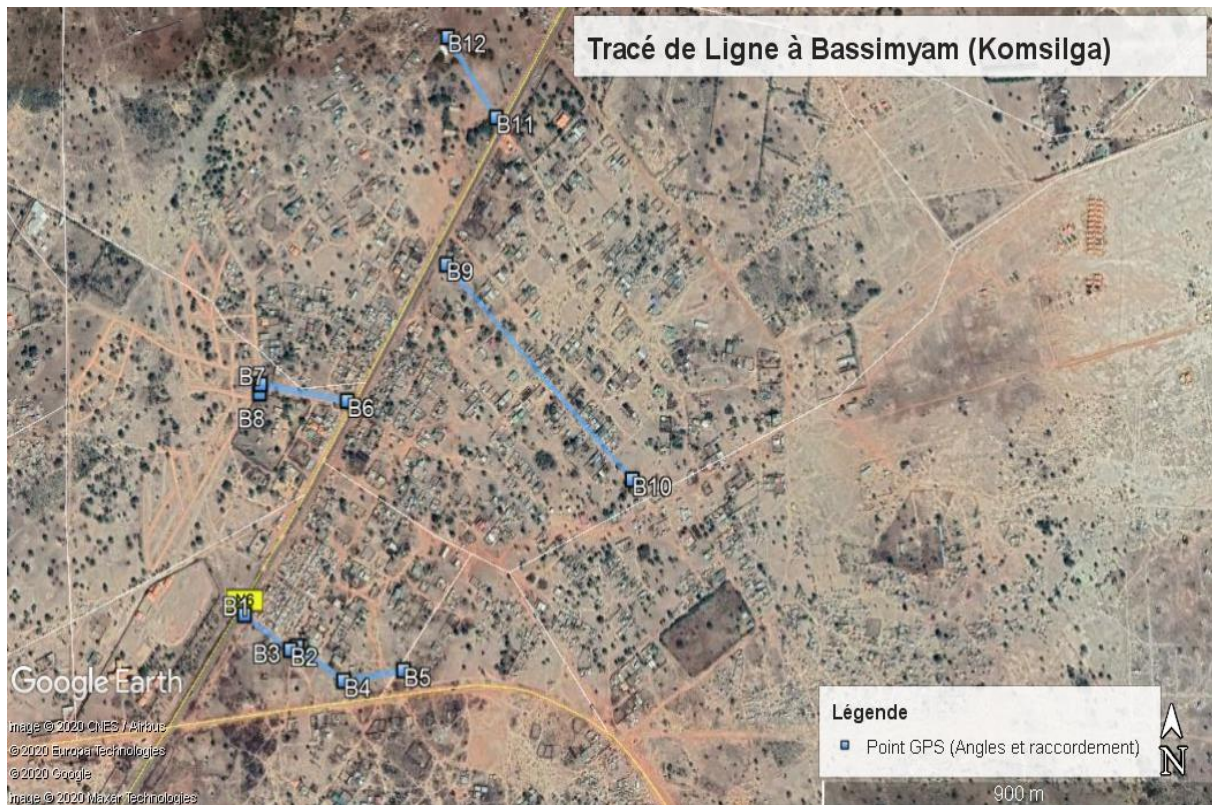 Tracé de Ligne à Bassimyam (Komsilga)
B12
B11
B9
B7
B8
B6
B10
B1
B3
B2
B4
B5
Google Earth
Image © 2020 CNES / Airbus
© 2020 Europa Technologies
© 2020 Google
Image © 2020 Maxar Technologies
Légende
Point GPS (Angles et raccordement)
N
900 m